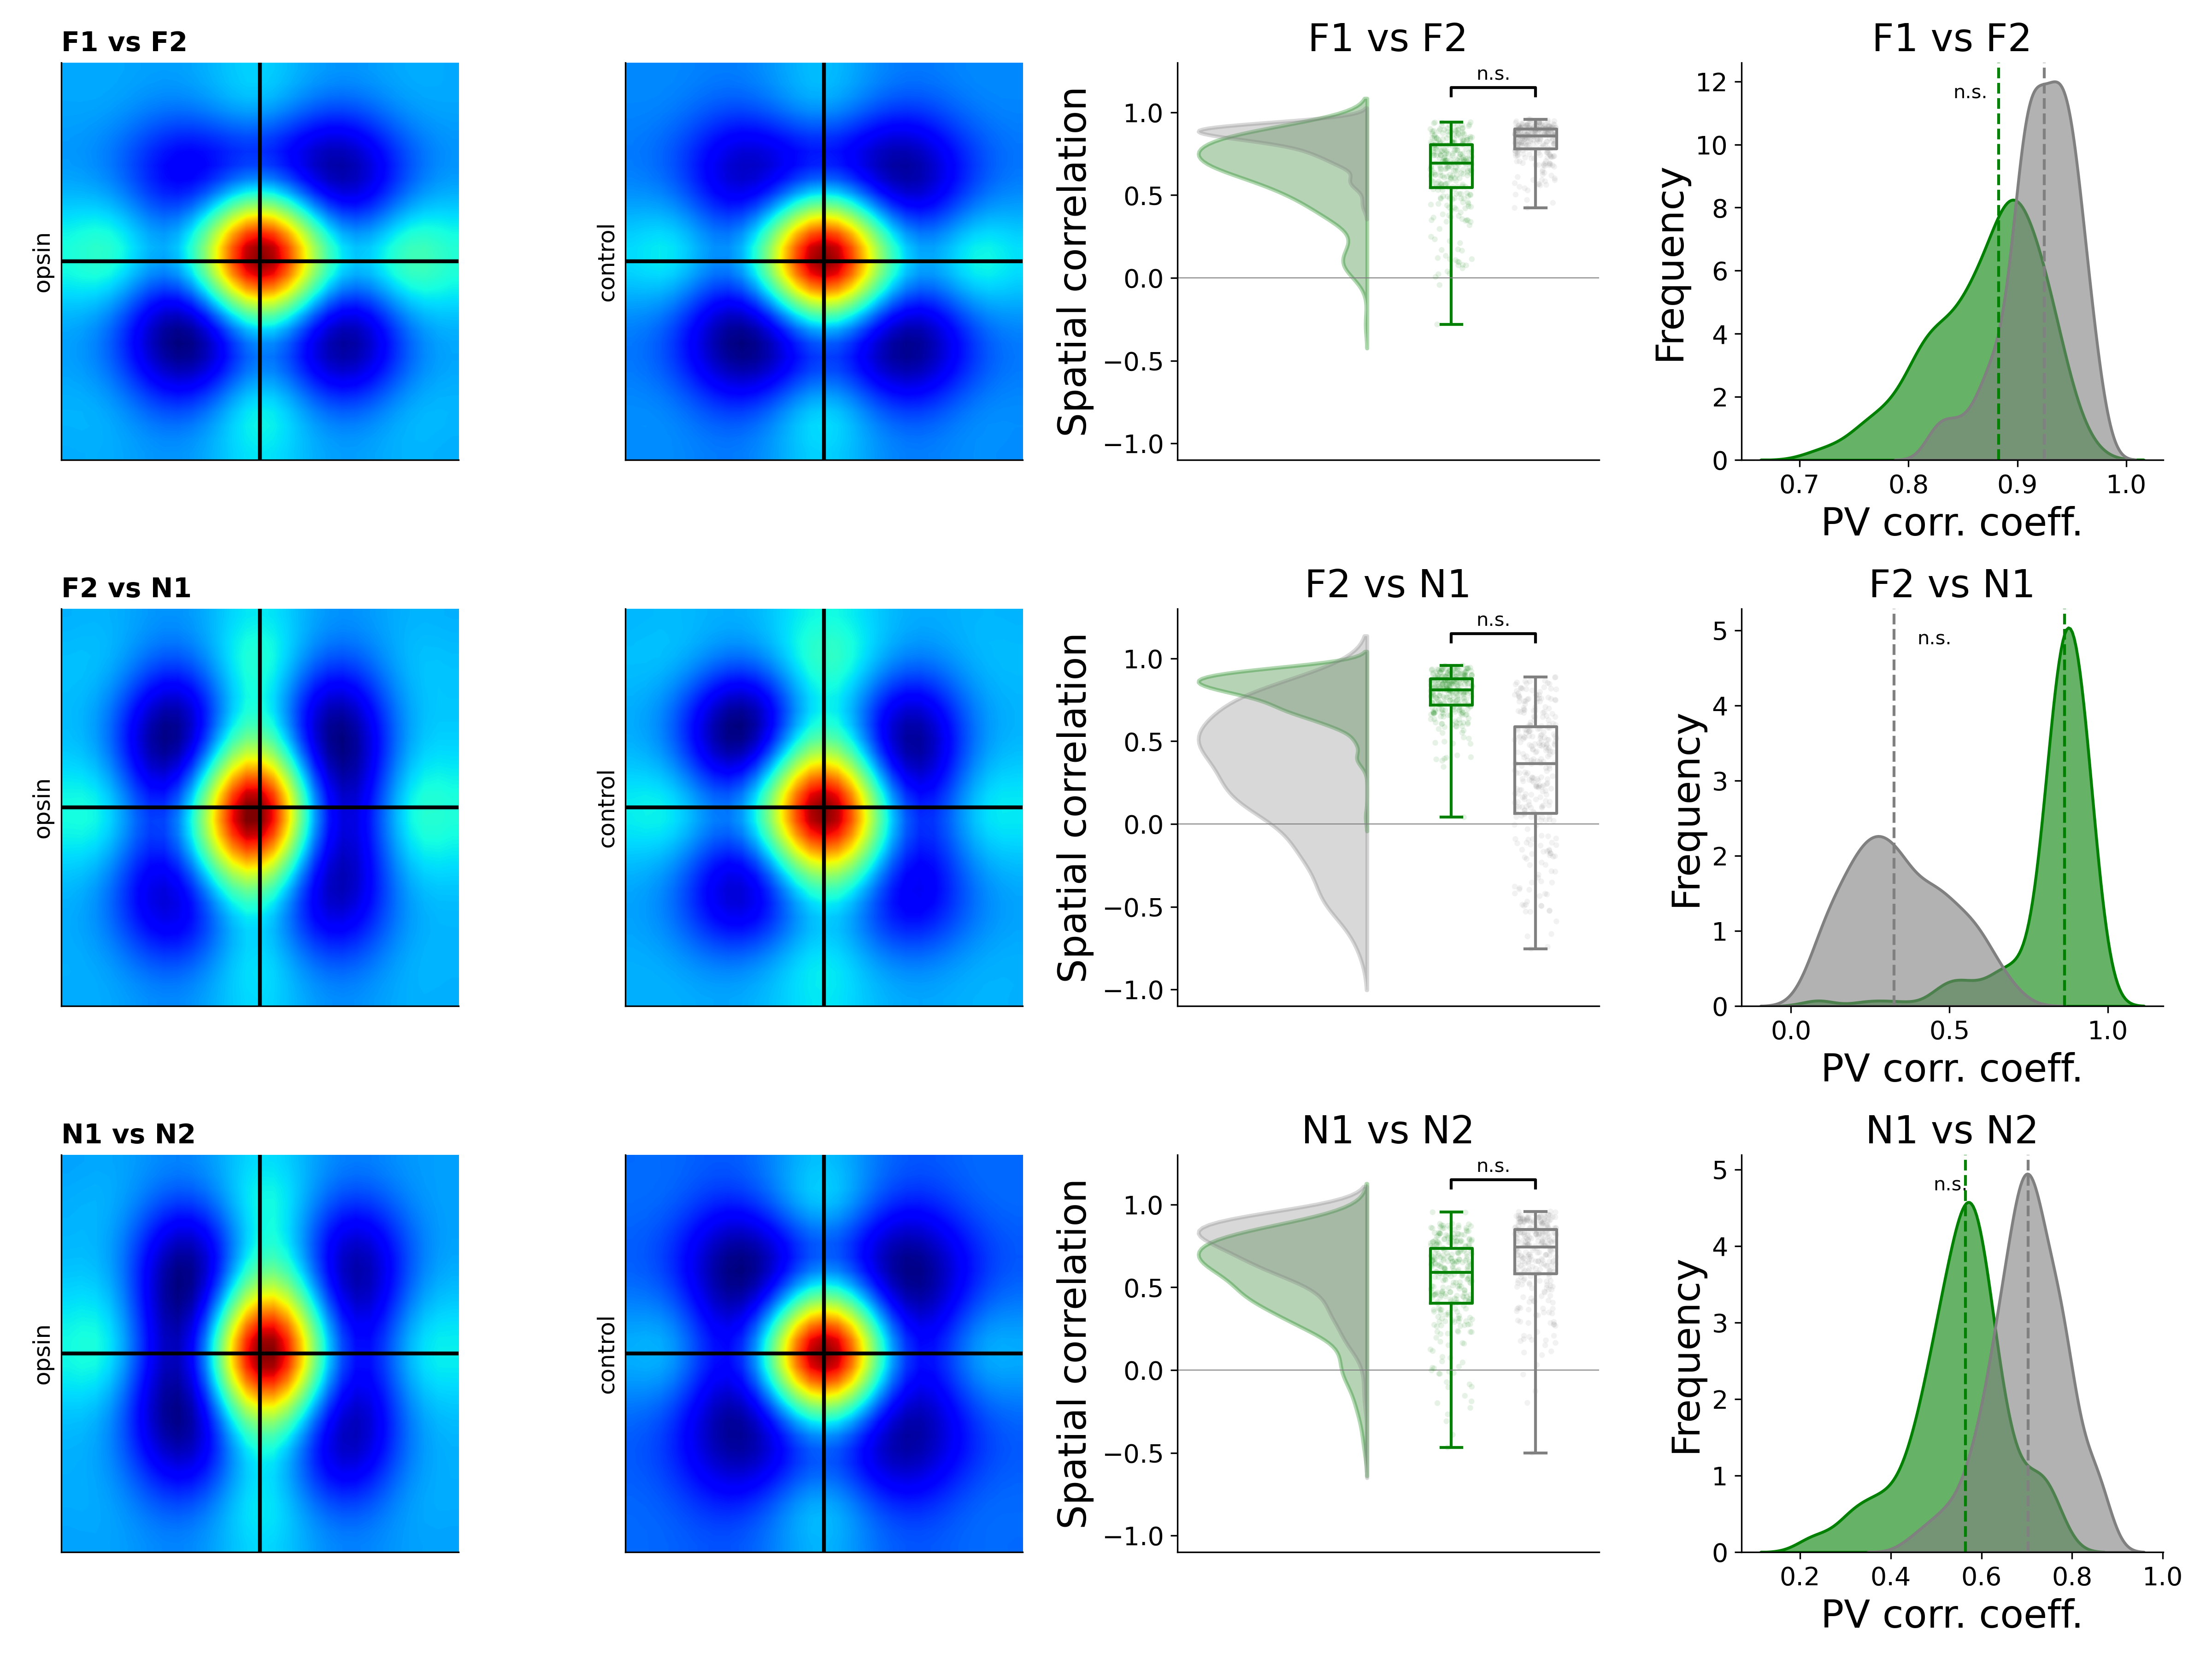 F1 vs F2
opsin
control
F1 vs F2
n.s.
Spatial correlation
1.0
0.5
0.0
−0.5
−1.0
F1 vs F2
n.s.
Frequency
12
10
8
6
4
2
0
0.7 0.8 0.9 1.0
PV corr. coeff.
F2 vs N1
opsin
control
F2 vs N1
n.s.
Spatial correlation
1.0
0.5
0.0
−0.5
−1.0
F2 vs N1
n.s.
Frequency
5
4
3
2
1
0
0.0 0.5 1.0
PV corr. coeff.
N1 vs N2
opsin
control
N1 vs N2
n.s.
Spatial correlation
1.0
0.5
0.0
−0.5
−1.0
N1 vs N2
n.s.
Frequency
5
4
3
2
1
0
0.2 0.4 0.6 0.8 1.0
PV corr. coeff.